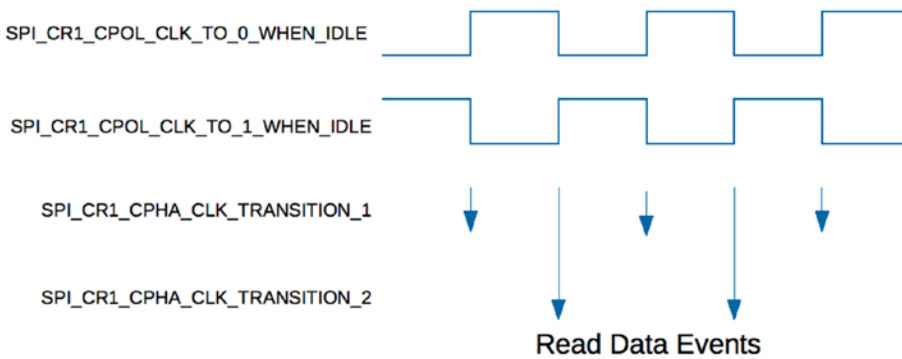 SPI_CR1_CPOL_CLK_TO_0_WHEN_IDLE
SPI_CR1_CPOL_CLK_TO_1_WHEN_IDLE
SPI_CR1_CPHA_CLK_TRANSITION_1
SPI_CR1_CPHA_CLK_TRANSITION_2
Read Data Events